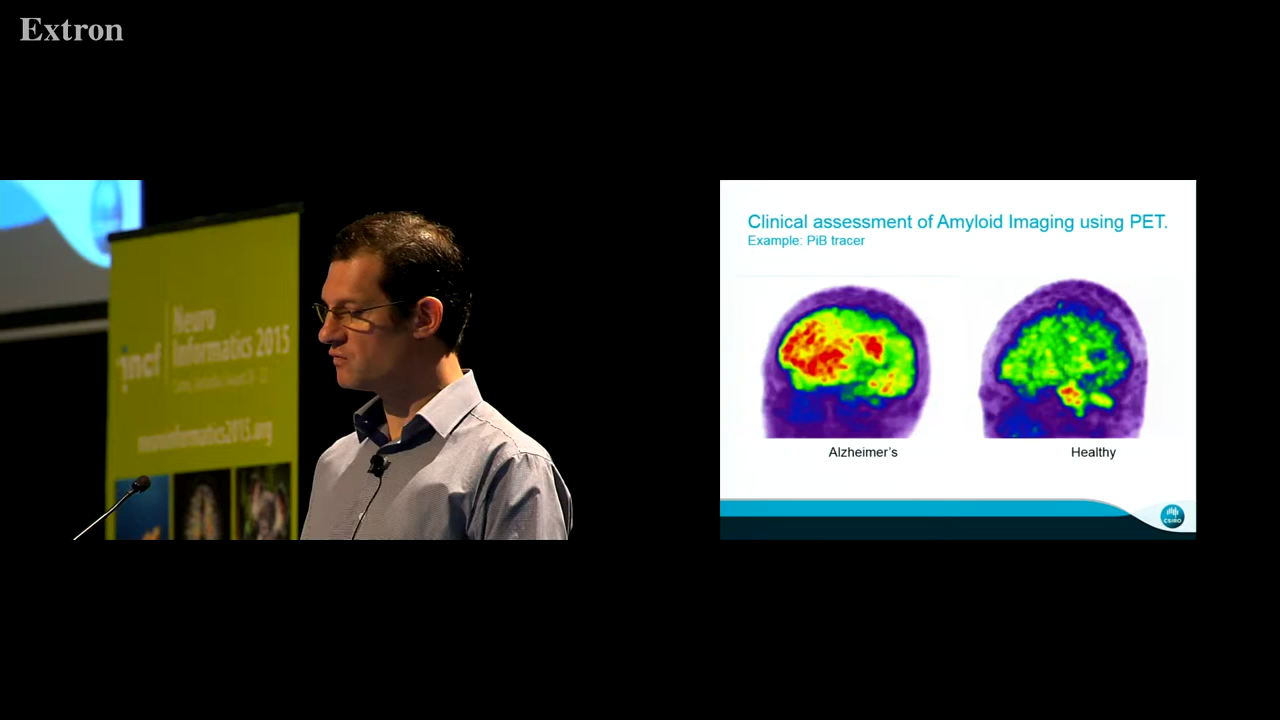 Extron
incf
Neuro
Informatics 2015
neuroinformatics2015.org
Clinical assessment of Amyloid Imaging using PET.
Example: PiB tracer
Alzheimer's
Healthy
CSIRO